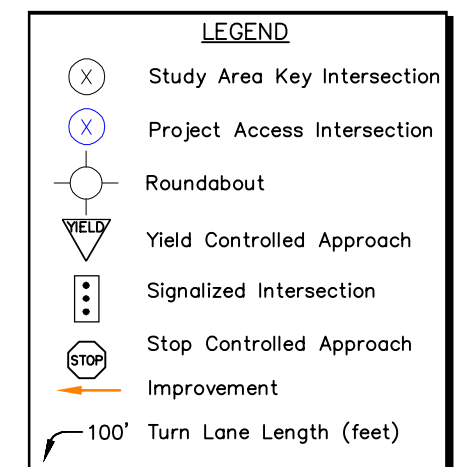 LEGEND
X Study Area Key Intersection
X Project Access Intersection
Roundabout
YIELD Yield Controlled Approach
Signalized Intersection
STOP Stop Controlled Approach
Improvement
100' Turn Lane Length (feet)